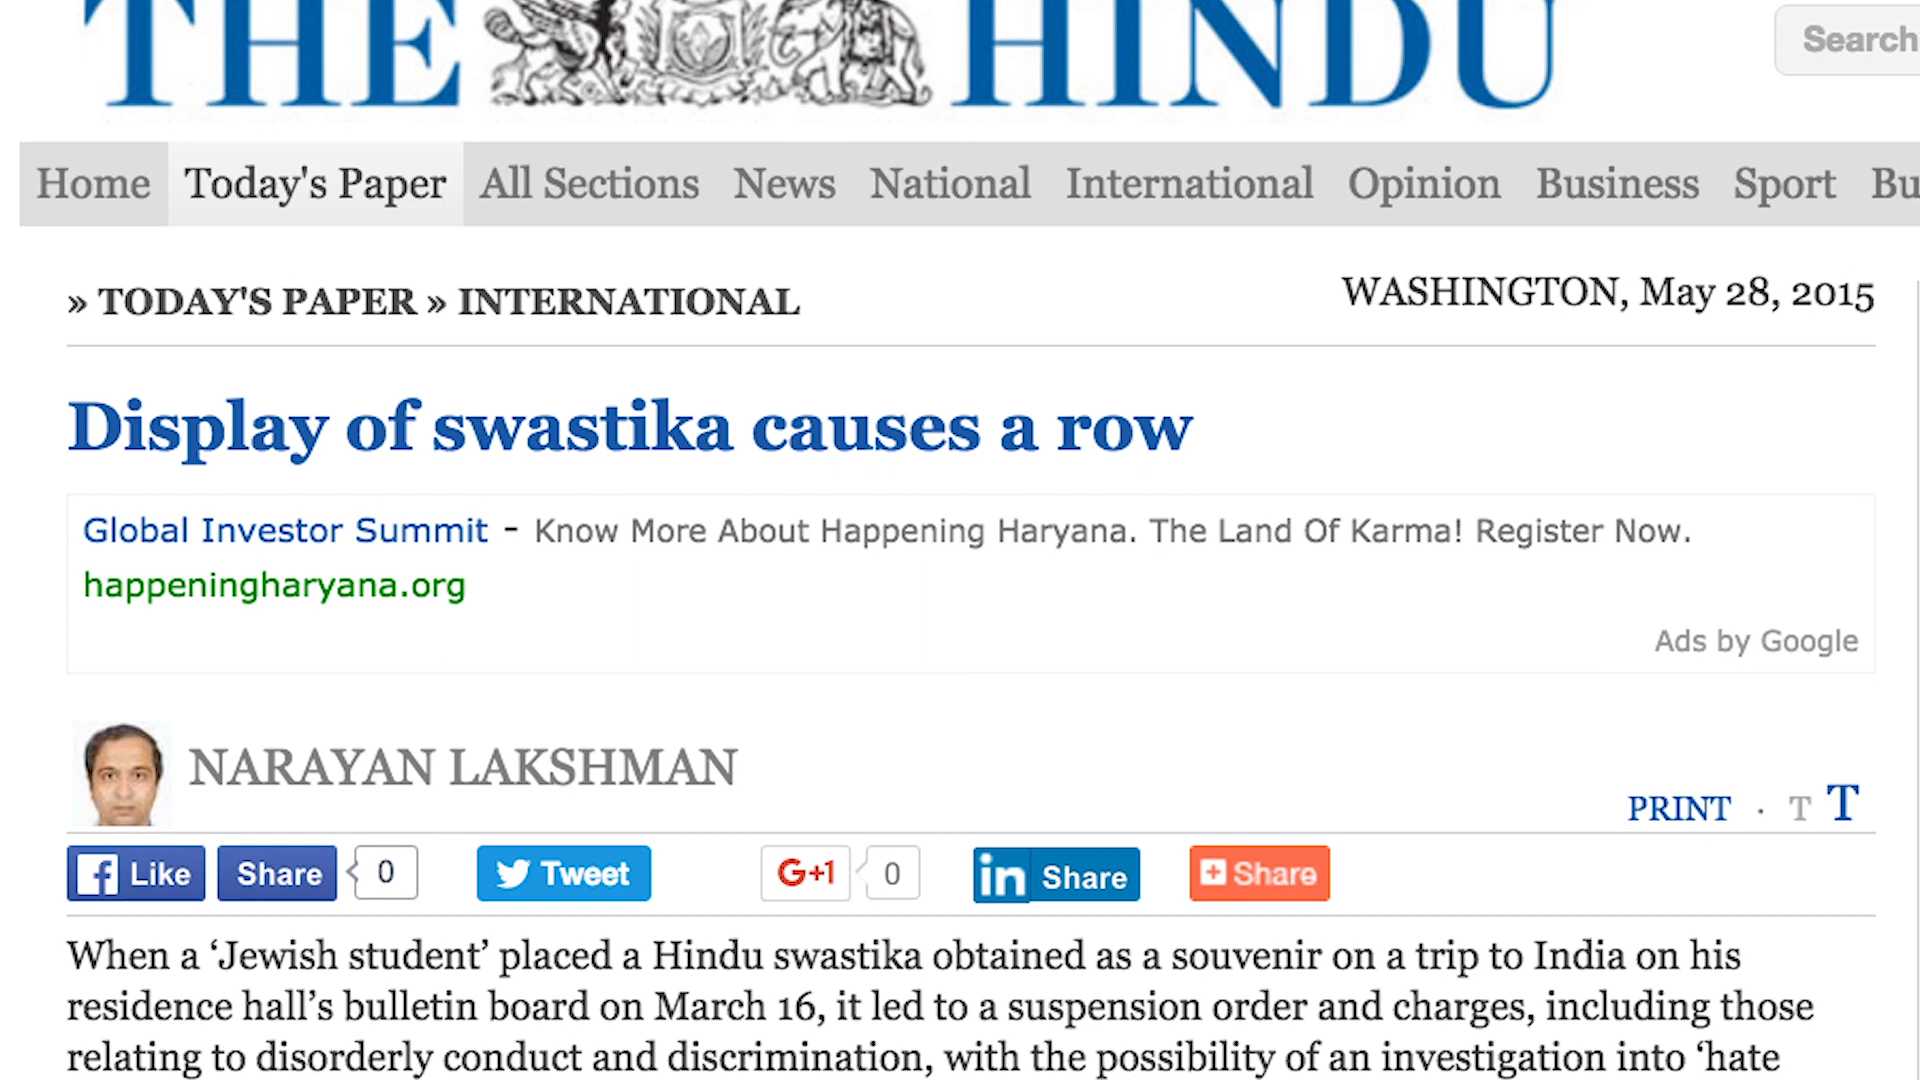 THE HINDU
Search
Home Today's Paper All Sections News National International Opinion Business Sport Bu
» TODAY'S PAPER » INTERNATIONAL
WASHINGTON, May 28, 2015
Display of swastika causes a row
Global Investor Summit - Know More About Happening Haryana. The Land Of Karma! Register Now.
happeningharyana.org
Ads by Google
NARAYAN LAKSHMAN
PRINT · T T
Like Share 0 Tweet G+1 0 in Share Share
When a ‘Jewish student’ placed a Hindu swastika obtained as a souvenir on a trip to India on his
residence hall’s bulletin board on March 16, it led to a suspension order and charges, including those
relating to disorderly conduct and discrimination, with the possibility of an investigation into ‘hate